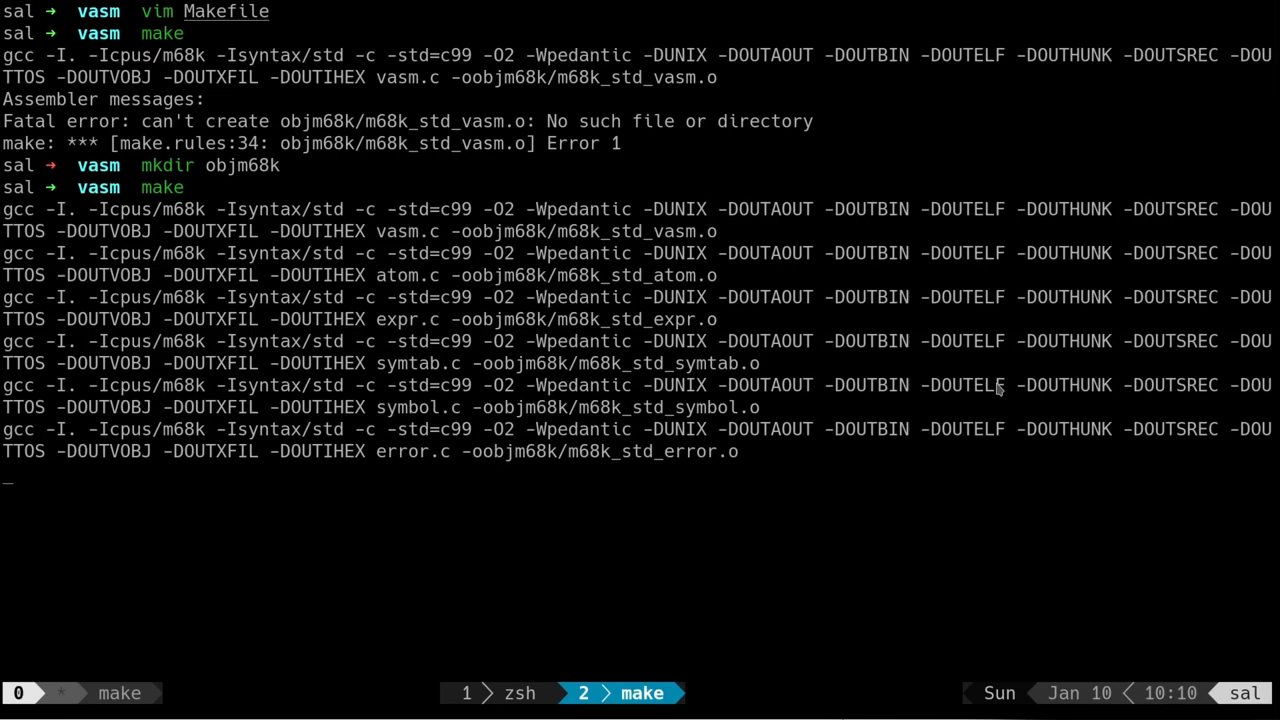 sal ➜  vasm  vim Makefile
sal ➜  vasm  make
gcc -I. -Icpus/m68k -Isyntax/std -c -std=c99 -O2 -Wpedantic -DUNIX -DOUTAOUT -DOUTBIN -DOUTELF -DOUTHUNK -DOUTSREC -DOU
TTOS -DOUTVOBJ -DOUTXFIL -DOUTIHEX vasm.c -oobjm68k/m68k_std_vasm.o
Assembler messages:
Fatal error: can't create objm68k/m68k_std_vasm.o: No such file or directory
make: *** [make.rules:34: objm68k/m68k_std_vasm.o] Error 1
sal ➜  vasm  mkdir objm68k
sal ➜  vasm  make
gcc -I. -Icpus/m68k -Isyntax/std -c -std=c99 -O2 -Wpedantic -DUNIX -DOUTAOUT -DOUTBIN -DOUTELF -DOUTHUNK -DOUTSREC -DOU
TTOS -DOUTVOBJ -DOUTXFIL -DOUTIHEX vasm.c -oobjm68k/m68k_std_vasm.o
gcc -I. -Icpus/m68k -Isyntax/std -c -std=c99 -O2 -Wpedantic -DUNIX -DOUTAOUT -DOUTBIN -DOUTELF -DOUTHUNK -DOUTSREC -DOU
TTOS -DOUTVOBJ -DOUTXFIL -DOUTIHEX atom.c -oobjm68k/m68k_std_atom.o
gcc -I. -Icpus/m68k -Isyntax/std -c -std=c99 -O2 -Wpedantic -DUNIX -DOUTAOUT -DOUTBIN -DOUTELF -DOUTHUNK -DOUTSREC -DOU
TTOS -DOUTVOBJ -DOUTXFIL -DOUTIHEX expr.c -oobjm68k/m68k_std_expr.o
gcc -I. -Icpus/m68k -Isyntax/std -c -std=c99 -O2 -Wpedantic -DUNIX -DOUTAOUT -DOUTBIN -DOUTELF -DOUTHUNK -DOUTSREC -DOU
TTOS -DOUTVOBJ -DOUTXFIL -DOUTIHEX symtab.c -oobjm68k/m68k_std_symtab.o
gcc -I. -Icpus/m68k -Isyntax/std -c -std=c99 -O2 -Wpedantic -DUNIX -DOUTAOUT -DOUTBIN -DOUTELF -DOUTHUNK -DOUTSREC -DOU
TTOS -DOUTVOBJ -DOUTXFIL -DOUTIHEX symbol.c -oobjm68k/m68k_std_symbol.o
gcc -I. -Icpus/m68k -Isyntax/std -c -std=c99 -O2 -Wpedantic -DUNIX -DOUTAOUT -DOUTBIN -DOUTELF -DOUTHUNK -DOUTSREC -DOU
TTOS -DOUTVOBJ -DOUTXFIL -DOUTIHEX error.c -oobjm68k/m68k_std_error.o
0 * make 1 zsh 2 make Sun Jan 10 10:10 sal